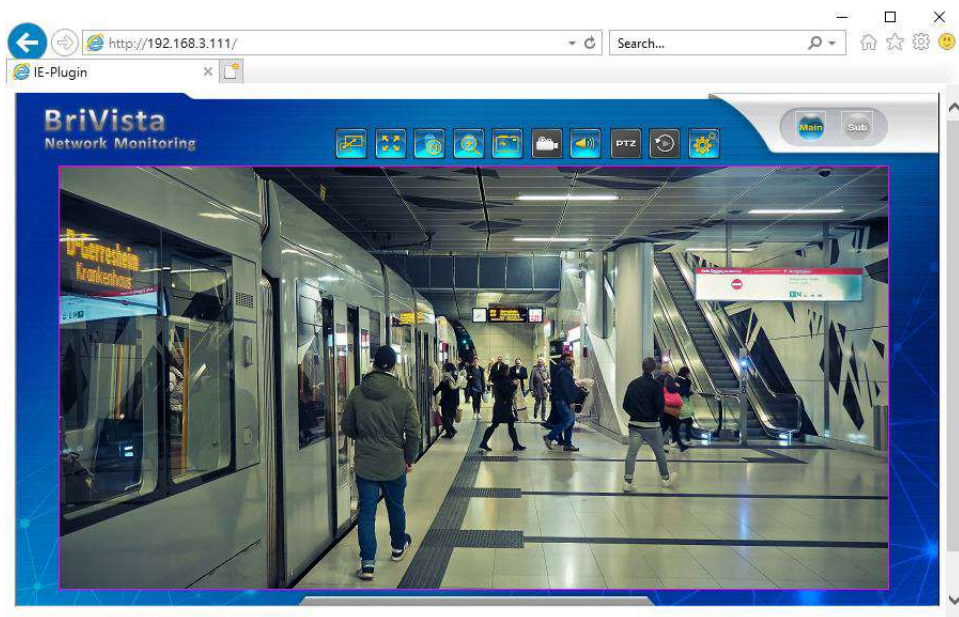 http://192.168.3.111/
Search...
IE-Plugin
BriVista
Network Monitoring
PTZ
Main
Sub
D-Gerresheim
Krankenhaus